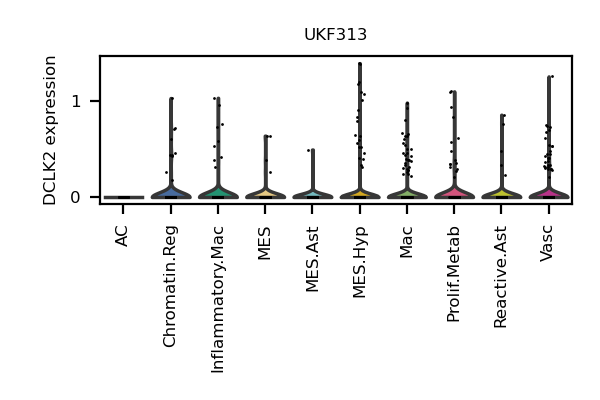 UKF313
DCLK2 expression
1
0
AC
Chromatin.Reg
Inflammatory.Mac
MES
MES.Ast
MES.Hyp
Mac
Prolif.Metab
Reactive.Ast
Vasc